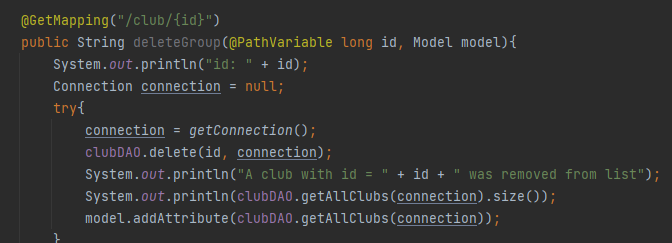 @GetMapping("/club/{id}")
public String deleteGroup(@PathVariable long id, Model model){
System.out.println("id: " + id);
Connection connection = null;
try{
connection = getConnection();
clubDAO.delete(id, connection);
System.out.println("A club with id = " + id + " was removed from list");
System.out.println(clubDAO.getAllClubs(connection).size());
model.addAttribute(clubDAO.getAllClubs(connection));
}